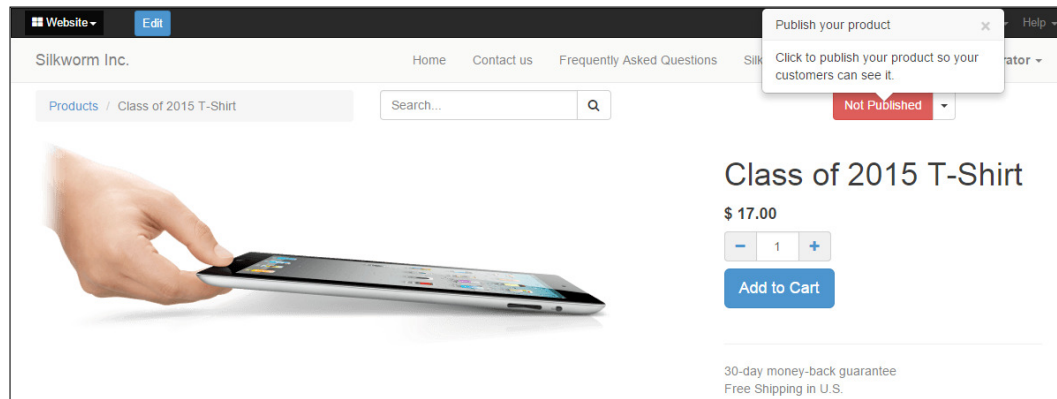 Website
Edit
Help
Publish your product ×
Click to publish your product so your
customers can see it.
Silkworm Inc.
Home
Contact us
Frequently Asked Questions
Products / Class of 2015 T-Shirt
Search...
Not Published
Class of 2015 T-Shirt
$ 17.00
- 1 +
Add to Cart
30-day money-back guarantee
Free Shipping in U.S.